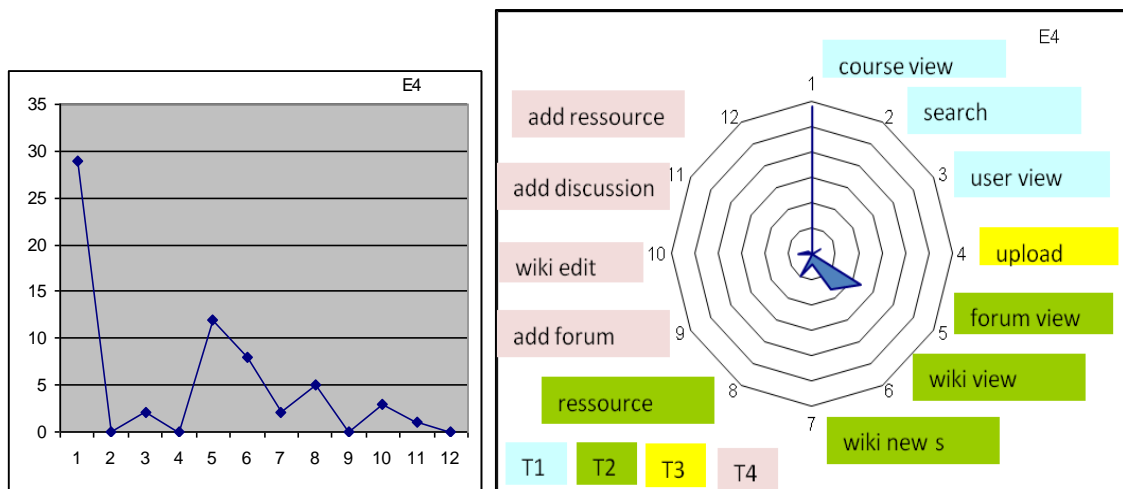 E4
35
30
25
20
15
10
5
0
1 2 3 4 5 6 7 8 9 10 11 12
E4
course view
1
add ressource
12
2
search
add discussion
11
3
user view
wiki edit
10
4
upload
add forum
9
5
forum view
ressource
8
6
wiki view
7
wiki new s
T1 T2 T3 T4